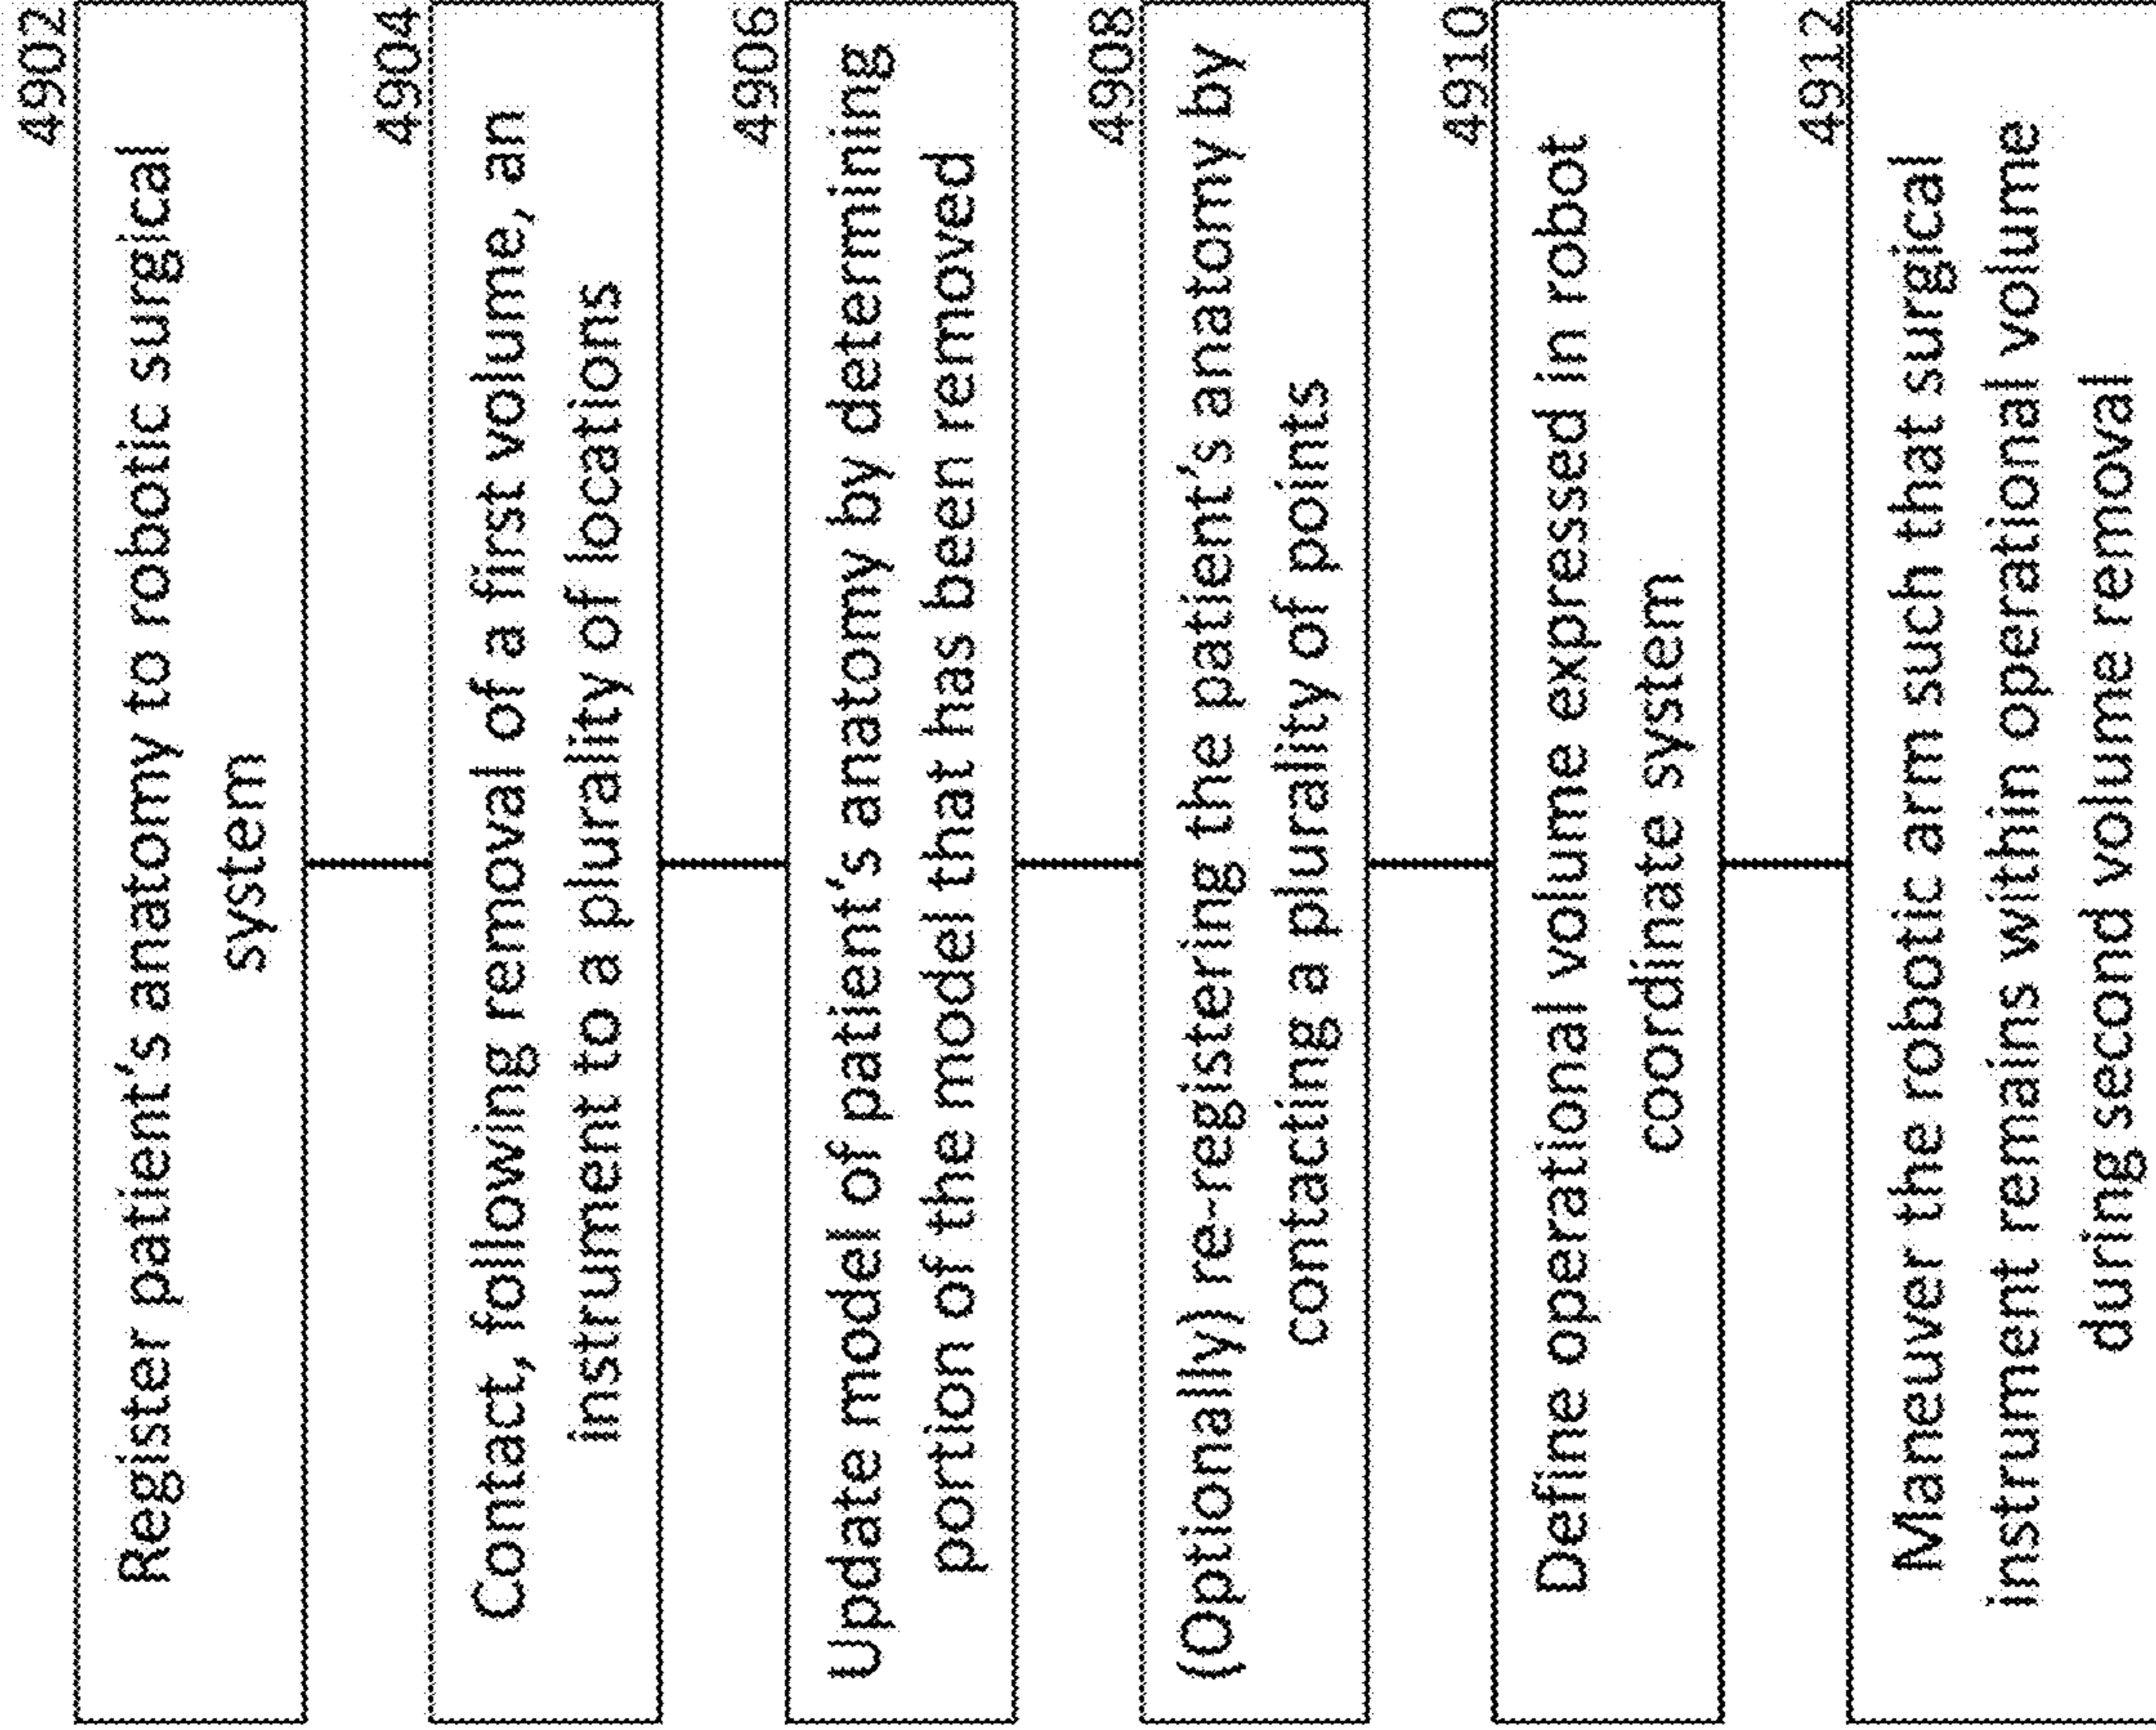 4902
Register patient's anatomy to robotic surgical
system
4904
Contact, following removal of a first volume, an
instrument to a plurality of locations
4906
Update model of patient's anatomy by determining
portion of the model that has been removed
4908
(Optionally) re-registering the patient's anatomy by
contacting a plurality of points
4910
Define operational volume expressed in robot
coordinate system
4912
Maneuver the robotic arm such that surgical
instrument remains within operational volume
during second volume removal